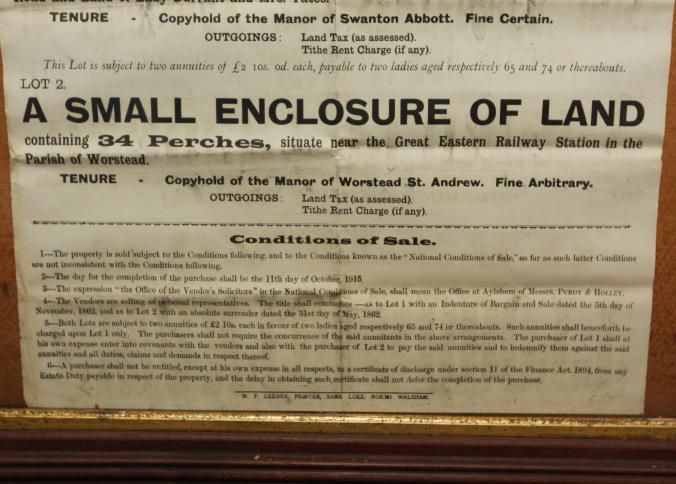 TENURE - Copyhold of the Manor of Swanton Abbott. Fine Certain.
OUTGOINGS: Land Tax (as assessed).
Tithe Rent Charge (if any).
This Lot is subject to two annuities of £2 10s. 0d. each, payable to two ladies aged respectively 65 and 74 or thereabouts.
LOT 2.
A SMALL ENCLOSURE OF LAND
containing 34 Perches, situate near the Great Eastern Railway Station in the
Parish of Worstead.
TENURE - Copyhold of the Manor of Worstead St. Andrew. Fine Arbitrary.
OUTGOINGS: Land Tax (as assessed).
Tithe Rent Charge (if any).
Conditions of Sale.
1---The property is sold subject to the Conditions following, and to the Conditions known as the "National Conditions of Sale," so far as such latter Conditions
are not inconsistent with the Conditions following.
2---The day for the completion of the purchase shall be the 11th day of October, 1915
3---The expression "the Office of the Vendor's Solicitors" in the National Conditions of Sale, shall mean the Office at Aylsham of Messrs. PURDY & HOLLEY.
4---The Vendors are selling as personal representatives. The title shall commence ---as to Lot 1 with an Indenture of Bargain and Sale dated the 5th day of
November, 1862, and as to Lot 2 with an absolute surrender dated the 31st day of May, 1862.
5---Both Lots are subject to two annuities of £2 10s. each in favour of two ladies aged respectively 65 and 74 or thereabouts. Such annuities shall henceforth be
charged upon Lot 1 only. The purchasers shall not require the concurrence of the said annuitants in the above arrangements. The purchaser of Lot 1 shall at
his own expense enter into covenants with the vendors and also with the purchaser of Lot 2 to pay the said annuities and to indemnify them against the said
annuities and all duties, claims and demands in respect thereof.
6---A purchaser shall not be entitled, except at his own expense in all respects, to a certificate of discharge under section 11 of the Finance Act, 1894, from any
Estate Duty payable in respect of the property, and the delay in obtaining such certificate shall not defer the completion of the purchase.
W. F. LEEDER, PRINTER, BANK LOKE, NORTH WALSHAM.